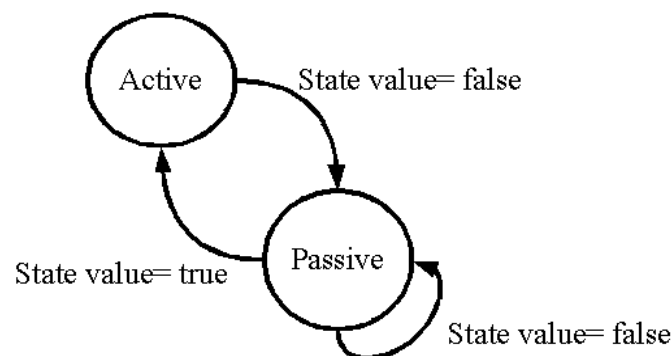 Active
State value= false
Passive
State value= true
State value= false